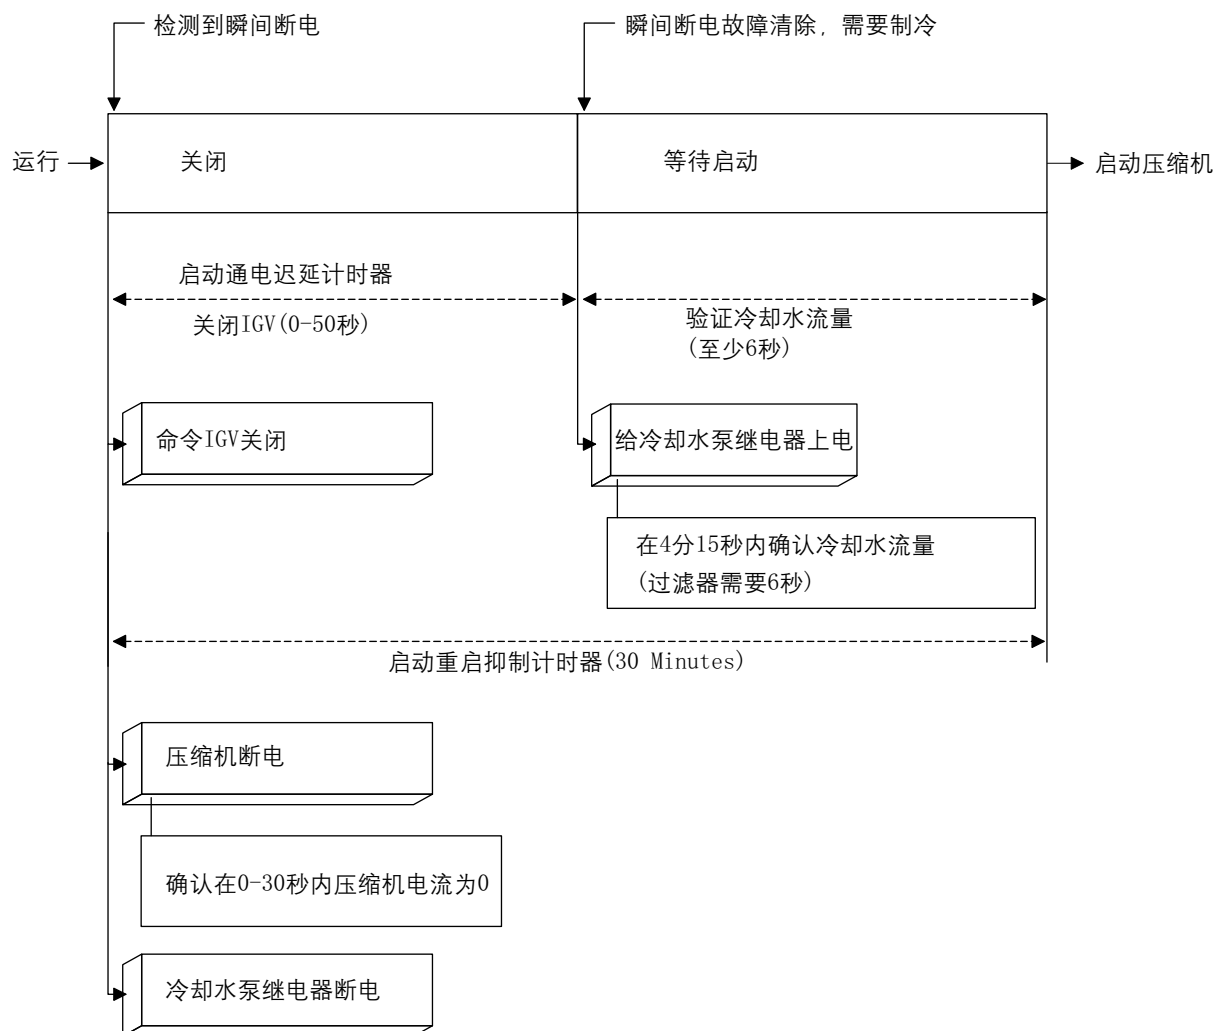 检测到瞬间断电
瞬间断电故障清除，需要制冷
运行
关闭
等待启动
启动压缩机
启动通电迟延计时器
关闭IGV(0-50秒)
验证冷却水流量
(至少6秒)
命令IGV关闭
给冷却水泵继电器上电
在4分15秒内确认冷却水流量
(过滤器需要6秒)
启动重启抑制计时器(30 Minutes)
压缩机断电
确认在0-30秒内压缩机电流为0
冷却水泵继电器断电